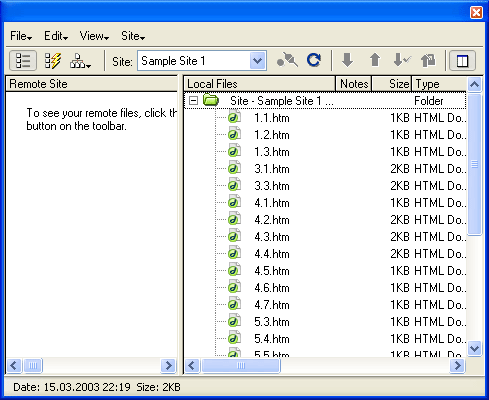 File Edit View Site
Site: Sample Site 1
Remote Site
To see your remote files, click th
button on the toolbar.
Local Files Notes Size Type
Site - Sample Site 1 ... Folder
1.1.htm 1KB HTML Do..
1.2.htm 1KB HTML Do..
1.3.htm 1KB HTML Do..
3.1.htm 2KB HTML Do..
3.3.htm 2KB HTML Do..
4.1.htm 1KB HTML Do..
4.2.htm 2KB HTML Do..
4.3.htm 2KB HTML Do..
4.4.htm 2KB HTML Do..
4.5.htm 1KB HTML Do..
4.6.htm 1KB HTML Do..
4.7.htm 1KB HTML Do..
5.3.htm 1KB HTML Do..
5.4.htm 1KB HTML Do..
5.5.htm 1KB HTML Do..
Date: 15.03.2003 22:19 Size: 2KB